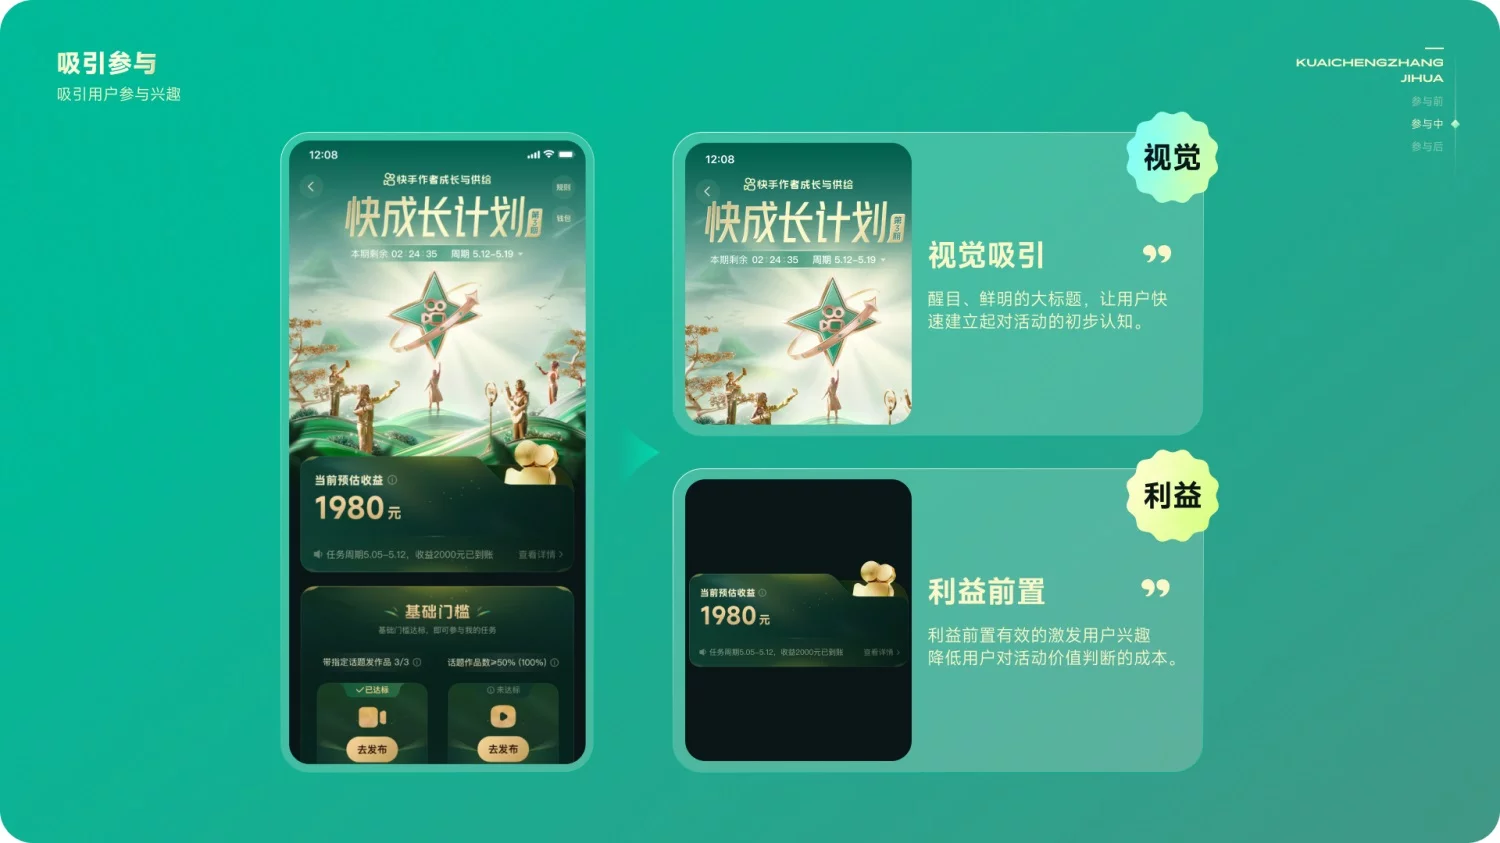 吸引参与
吸引用户参与兴趣
KUAICHENGZHANG
JIHUA
参与前
参与中
参与后
12:08
快手作者成长与供给
规则
快成长计划
第3期
钱包
本期剩余 02:24:35 周期 5.12-5.19
当前预估收益
1980元
任务周期5.05-5.12，收益2000元已到账 查看详情
基础门槛
基础门槛达标，即可参与我的任务
带指定话题发作品 3/3
话题作品数≥50% (100%)
已达标
未达标
去发布
去发布
12:08
快手作者成长与供给
快成长计划
第3期
本期剩余 02:24:35 周期 5.12-5.19
视觉
视觉吸引
醒目、鲜明的大标题，让用户快
速建立起对活动的初步认知。
利益
当前预估收益
1980元
任务周期5.05-5.12，收益2000元已到账 查看详情
利益前置
利益前置有效的激发用户兴趣
降低用户对活动价值判断的成本。